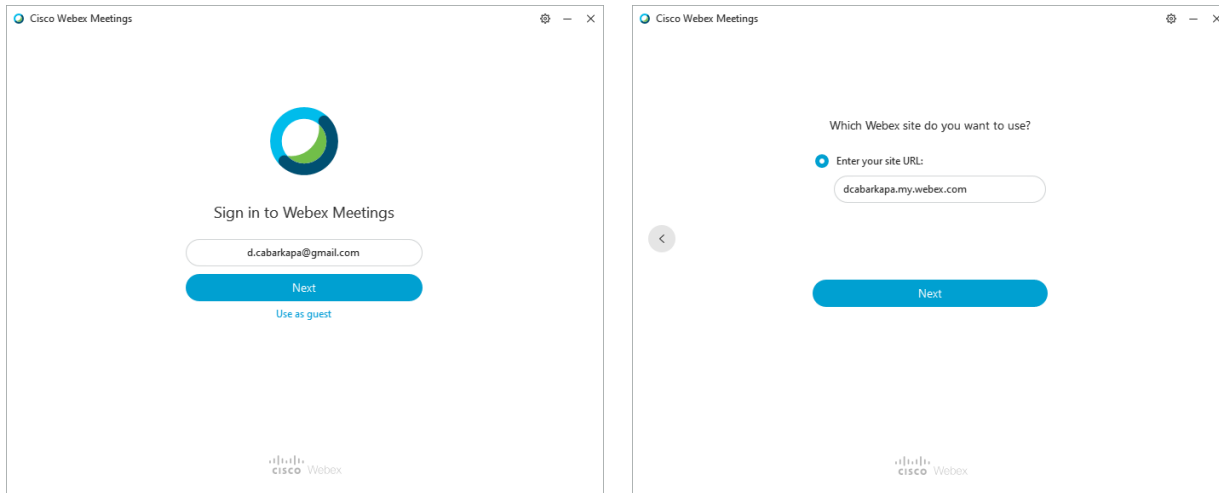 Cisco Webex Meetings
Sign in to Webex Meetings
d.cabarkapa@gmail.com
Next
Use as guest
cisco Webex
Cisco Webex Meetings
Which Webex site do you want to use?
Enter your site URL:
dcabarkapa.my.webex.com
Next
cisco Webex